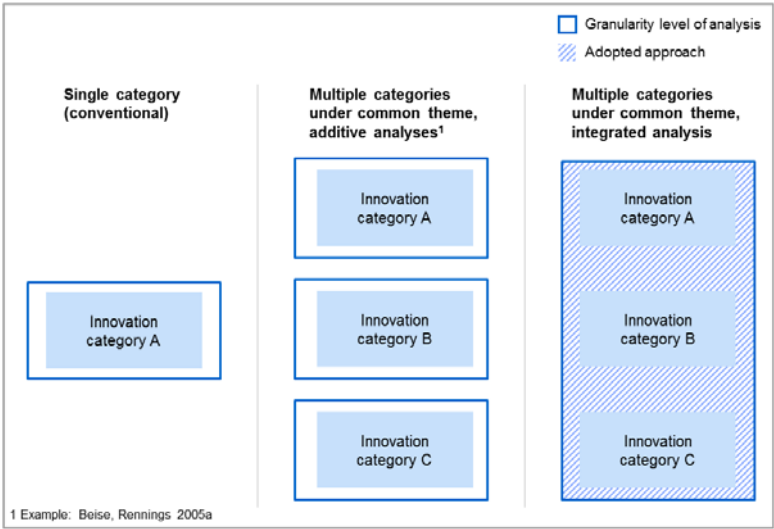 Granularity level of analysis
Adopted approach
Single category
(conventional)
Multiple categories
under common theme,
additive analyses¹
Multiple categories
under common theme,
integrated analysis
Innovation
category A
Innovation
category A
Innovation
category B
Innovation
category C
Innovation
category A
Innovation
category B
Innovation
category C
1 Example: Beise, Rennings 2005a